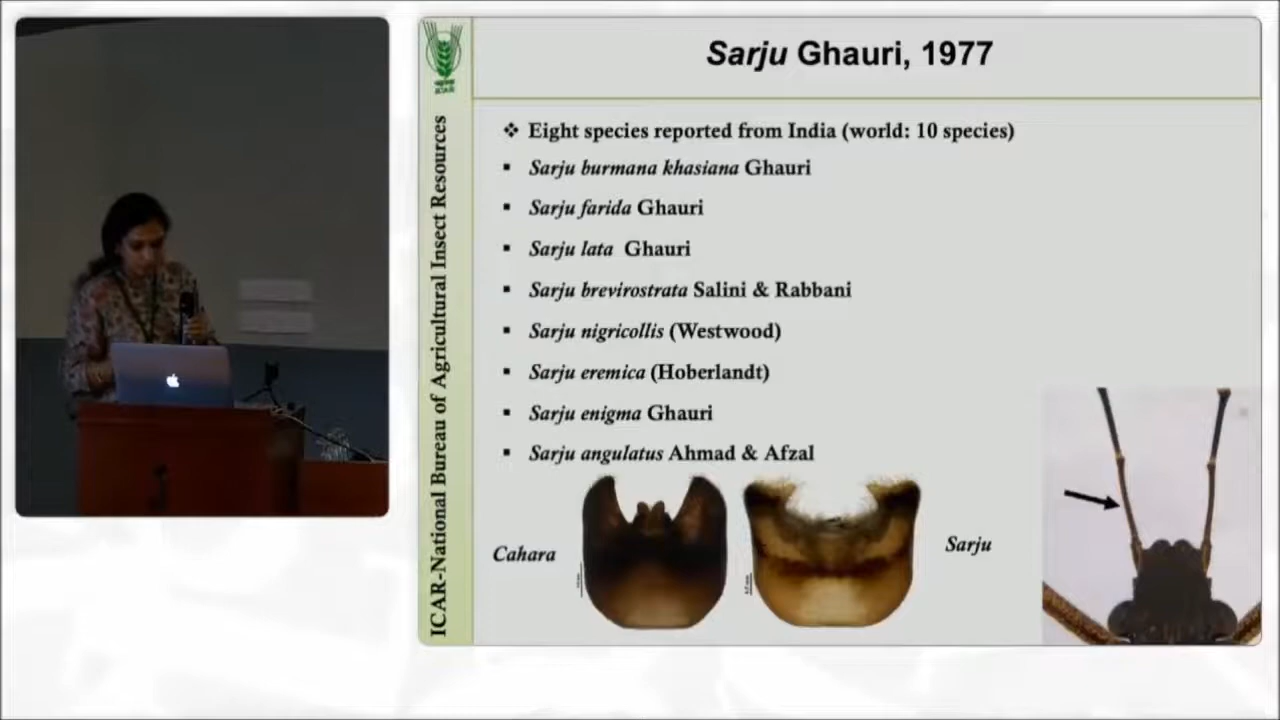 Sarju Ghauri, 1977
ICAR-National Bureau of Agricultural Insect Resources
❖ Eight species reported from India (world: 10 species)
▪ Sarju burmana khasiana Ghauri
▪ Sarju farida Ghauri
▪ Sarju lata Ghauri
▪ Sarju brevirostrata Salini & Rabbani
▪ Sarju nigricollis (Westwood)
▪ Sarju eremica (Hoberlandt)
▪ Sarju enigma Ghauri
▪ Sarju angulatus Ahmad & Afzal
Cahara
Sarju